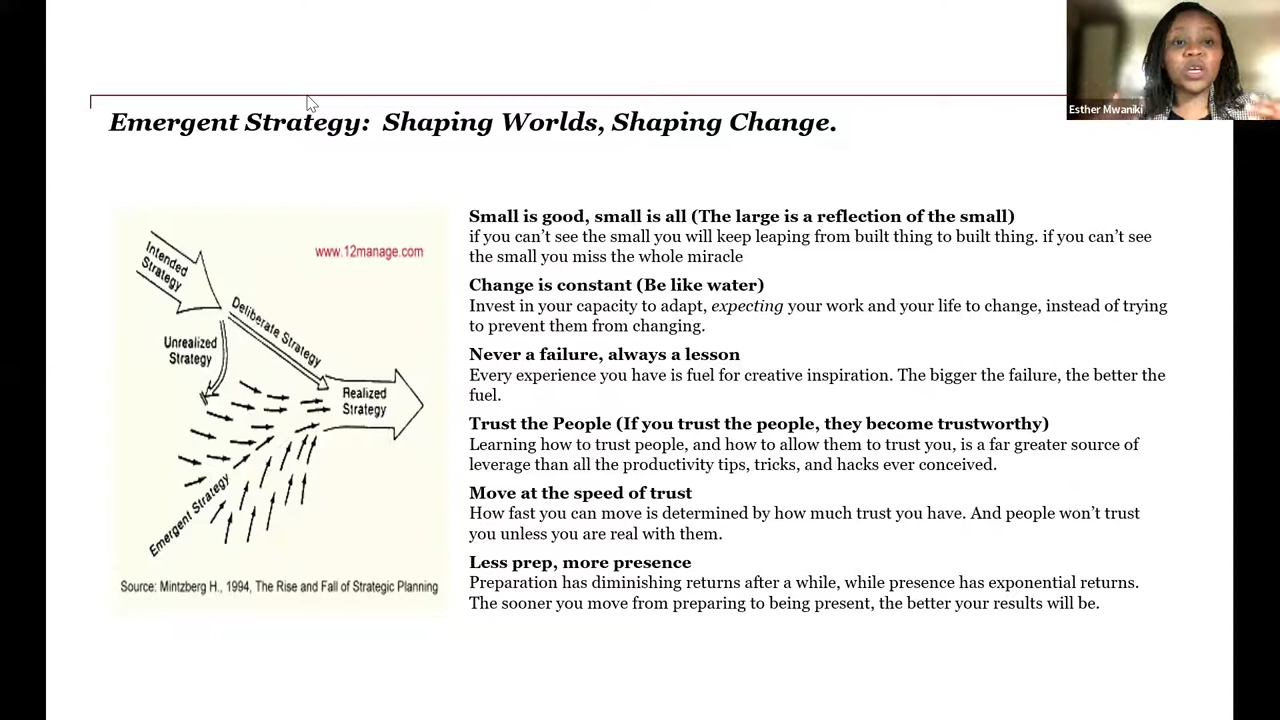 Esther Mwaniki
Emergent Strategy:  Shaping Worlds, Shaping Change.
www.12manage.com
Intended
Strategy
Deliberate Strategy
Unrealized
Strategy
Realized
Strategy
Emergent Strategy
Source: Mintzberg H., 1994, The Rise and Fall of Strategic Planning
Small is good, small is all (The large is a reflection of the small)
if you can’t see the small you will keep leaping from built thing to built thing. if you can’t see
the small you miss the whole miracle
Change is constant (Be like water)
Invest in your capacity to adapt, expecting your work and your life to change, instead of trying
to prevent them from changing.
Never a failure, always a lesson
Every experience you have is fuel for creative inspiration. The bigger the failure, the better the
fuel.
Trust the People (If you trust the people, they become trustworthy)
Learning how to trust people, and how to allow them to trust you, is a far greater source of
leverage than all the productivity tips, tricks, and hacks ever conceived.
Move at the speed of trust
How fast you can move is determined by how much trust you have. And people won’t trust
you unless you are real with them.
Less prep, more presence
Preparation has diminishing returns after a while, while presence has exponential returns.
The sooner you move from preparing to being present, the better your results will be.